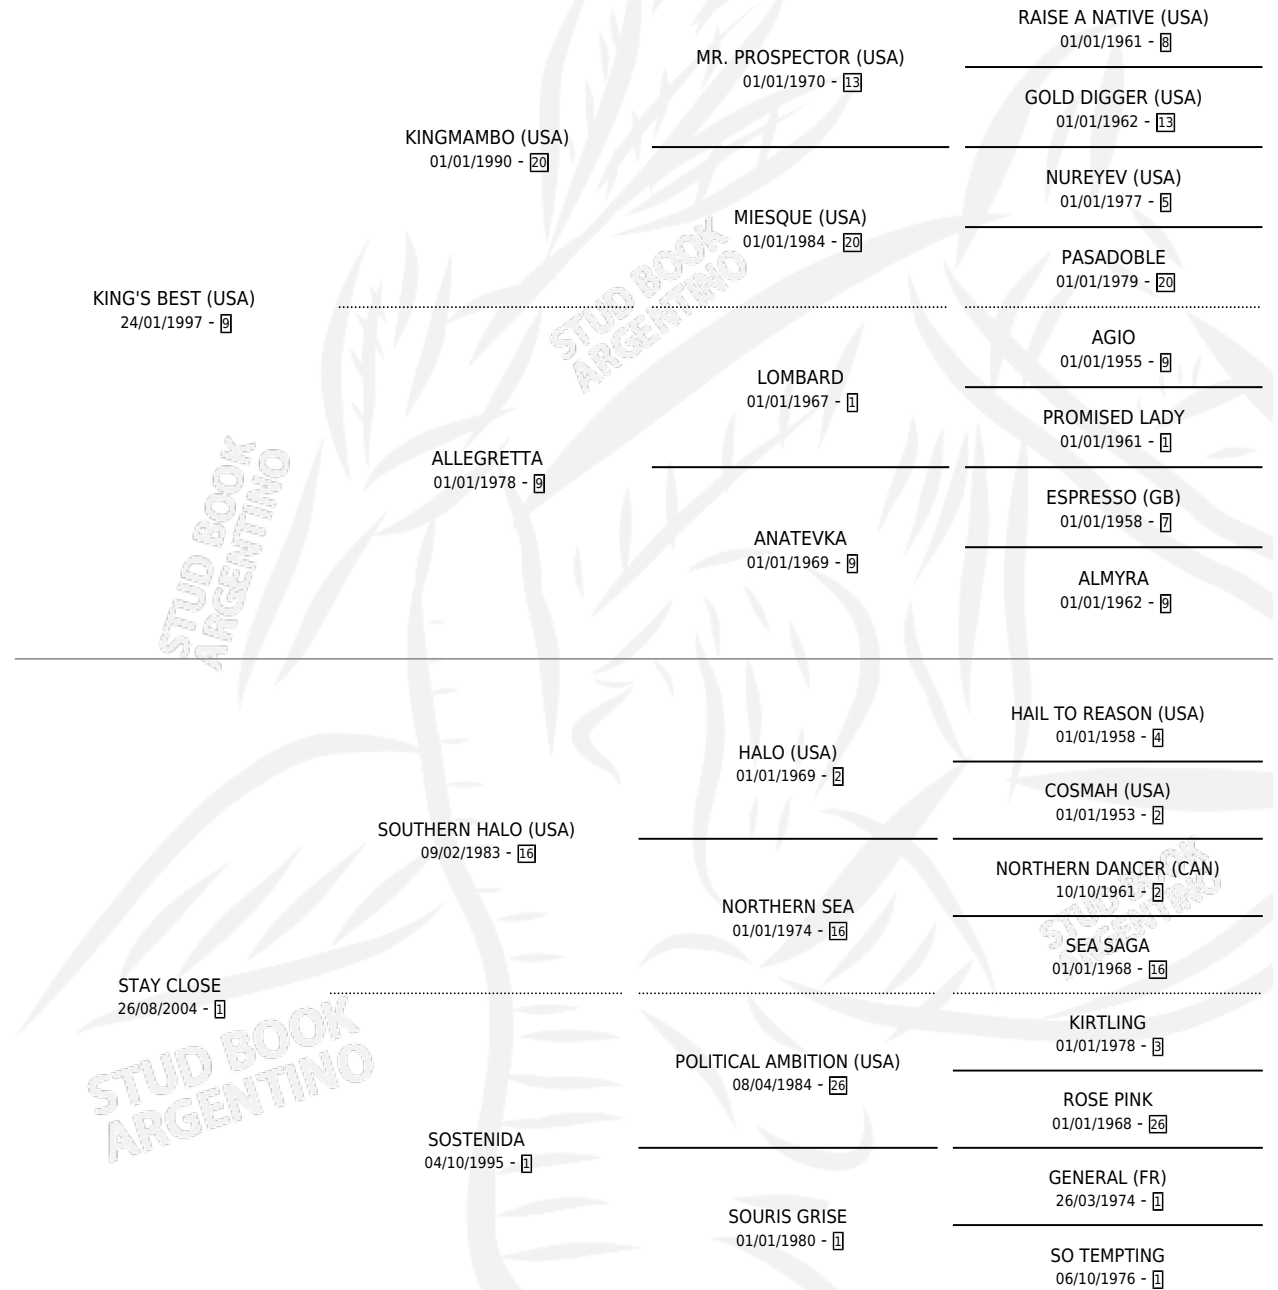 RAISE A NATIVE (USA)
01/01/1961 - 8
MR. PROSPECTOR (USA)
01/01/1970 - 13
GOLD DIGGER (USA)
01/01/1962 - 13
KINGMAMBO (USA)
01/01/1990 - 20
NUREYEV (USA)
01/01/1977 - 5
MIESQUE (USA)
01/01/1984 - 20
PASADOBLE
01/01/1979 - 20
KING'S BEST (USA)
24/01/1997 - 9
STUD BOOK
ARGENTINO
AGIO
01/01/1955 - 9
LOMBARD
01/01/1967 - 1
PROMISED LADY
01/01/1961 - 1
ALLEGRETTA
01/01/1978 - 9
ESPRESSO (GB)
01/01/1958 - 7
ANATEVKA
01/01/1969 - 9
ALMYRA
01/01/1962 - 9
STUD BOOK
ARGENTINO
HAIL TO REASON (USA)
01/01/1958 - 4
HALO (USA)
01/01/1969 - 2
COSMAH (USA)
01/01/1953 - 2
SOUTHERN HALO (USA)
09/02/1983 - 16
NORTHERN DANCER (CAN)
10/10/1961 - 2
NORTHERN SEA
01/01/1974 - 16
SEA SAGA
01/01/1968 - 16
STUD BOOK
ARGENTINO
STAY CLOSE
26/08/2004 - 1
KIRTLING
01/01/1978 - 3
POLITICAL AMBITION (USA)
08/04/1984 - 26
ROSE PINK
01/01/1968 - 26
STUD BOOK
ARGENTINO
SOSTENIDA
04/10/1995 - 1
GENERAL (FR)
26/03/1974 - 1
SOURIS GRISE
01/01/1980 - 1
SO TEMPTING
06/10/1976 - 1